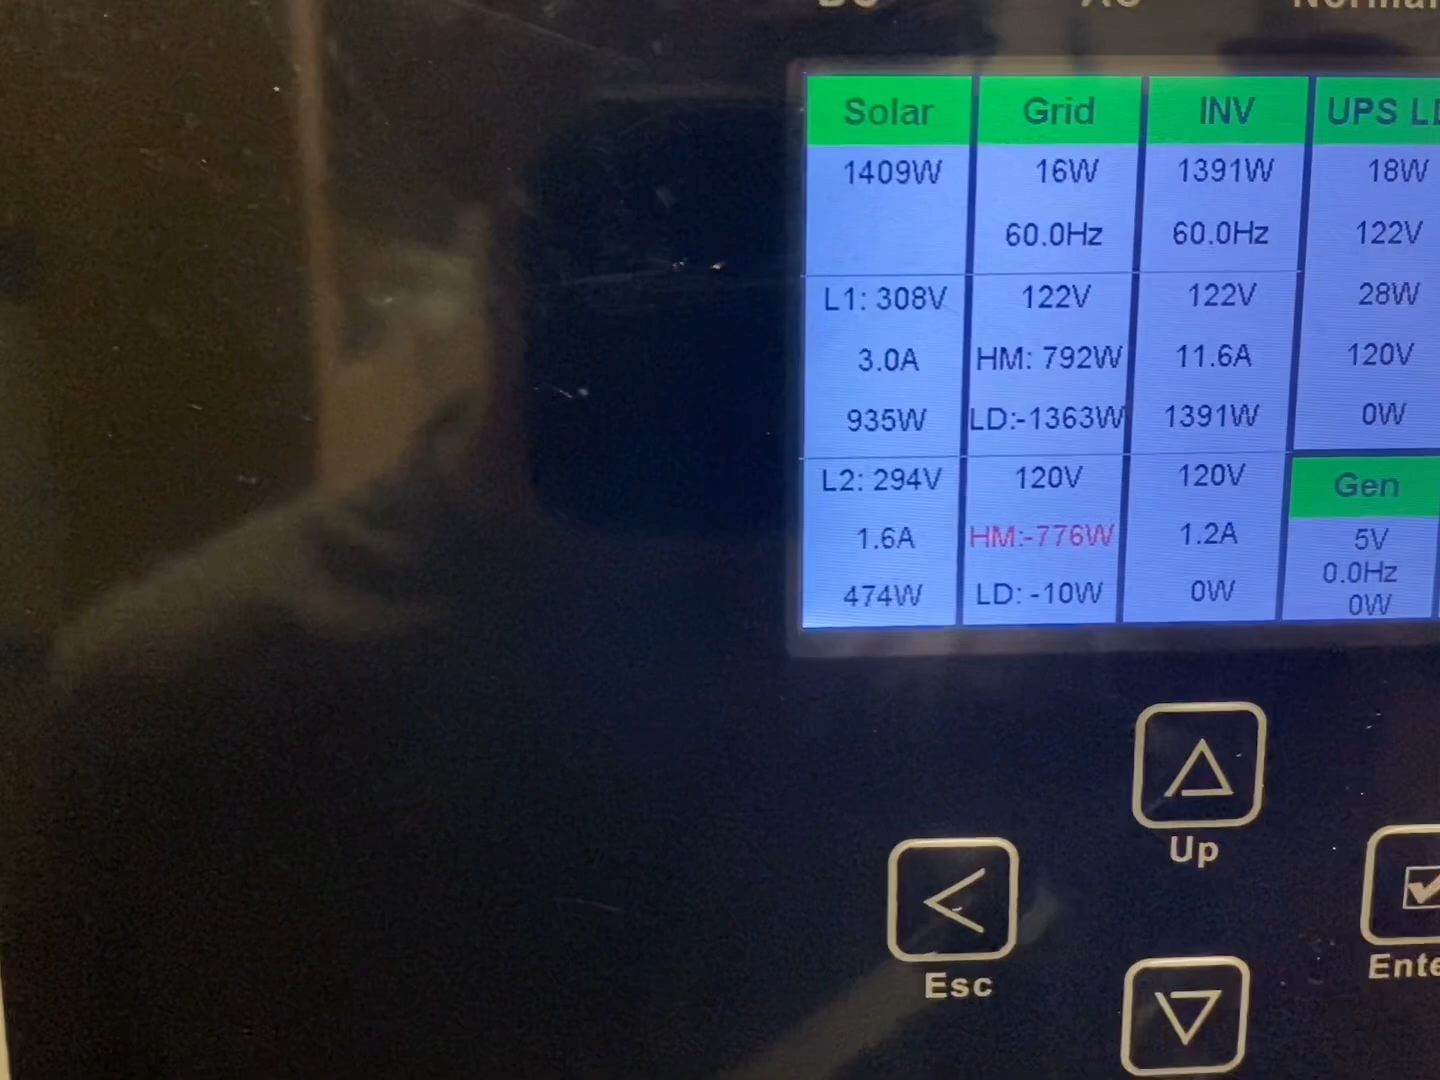 Solar Grid INV UPS
1409W 16W 1391W 18W
60.0Hz 60.0Hz 122V
L1: 308V 122V 122V 28W
3.0A HM: 792W 11.6A 120V
935W LD:-1363W 1391W 0W
L2: 294V 120V 120V Gen
1.6A HM:-776W 1.2A 5V
0.0Hz
474W LD: -10W 0W 0W
Up
Esc